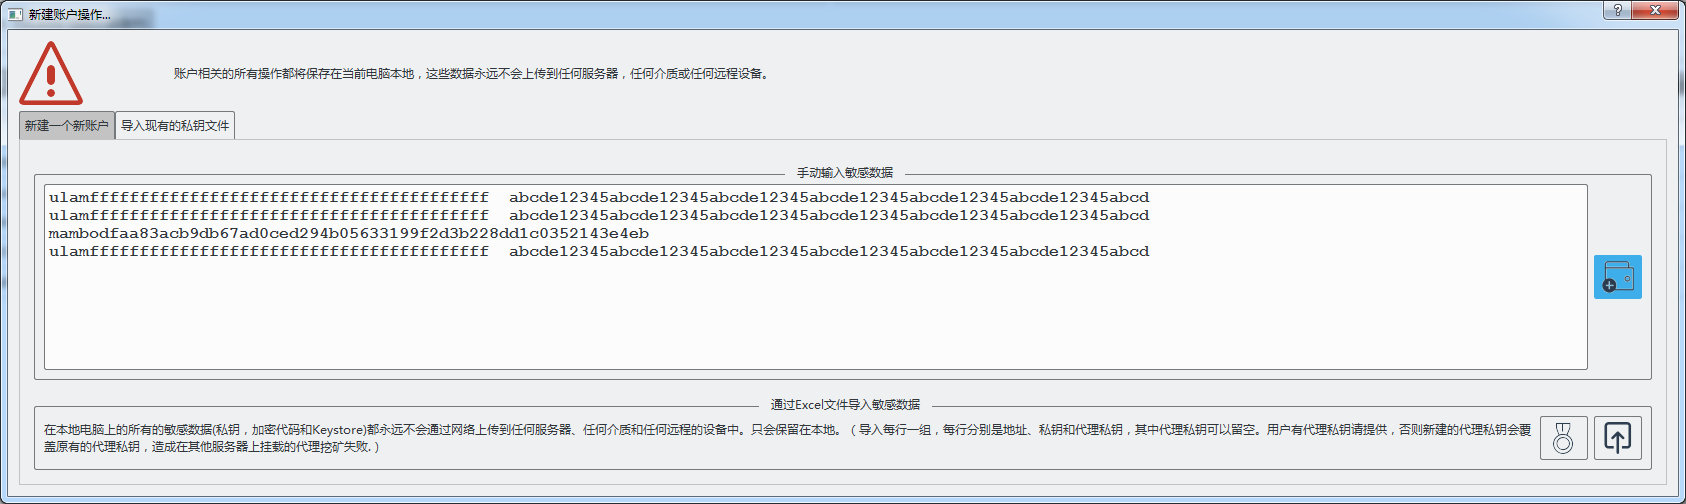 新建账户操作...
账户相关的所有操作都将保存在当前电脑本地，这些数据永远不会上传到任何服务器，任何介质或任何远程设备。
新建一个新账户 导入现有的私钥文件
手动输入敏感数据
ulamffffffffffffffffffffffffffffffffffffffff  abcde12345abcde12345abcde12345abcde12345abcde12345abcde12345abcd
ulamffffffffffffffffffffffffffffffffffffffff  abcde12345abcde12345abcde12345abcde12345abcde12345abcde12345abcd
mambodfaa83acb9db67ad0ced294b05633199f2d3b228dd1c0352143e4eb
ulamffffffffffffffffffffffffffffffffffffffff  abcde12345abcde12345abcde12345abcde12345abcde12345abcde12345abcd
通过Excel文件导入敏感数据
在本地电脑上的所有的敏感数据(私钥，加密代码和Keystore)都永远不会通过网络上传到任何服务器、任何介质和任何远程的设备中。只会保留在本地。（导入每行一组，每行分别是地址、私钥和代理私钥，其中代理私钥可以留空。用户有代理私钥请提供，否则新建的代理私钥会覆
盖原有的代理私钥，造成在其他服务器上挂载的代理挖矿失败.）